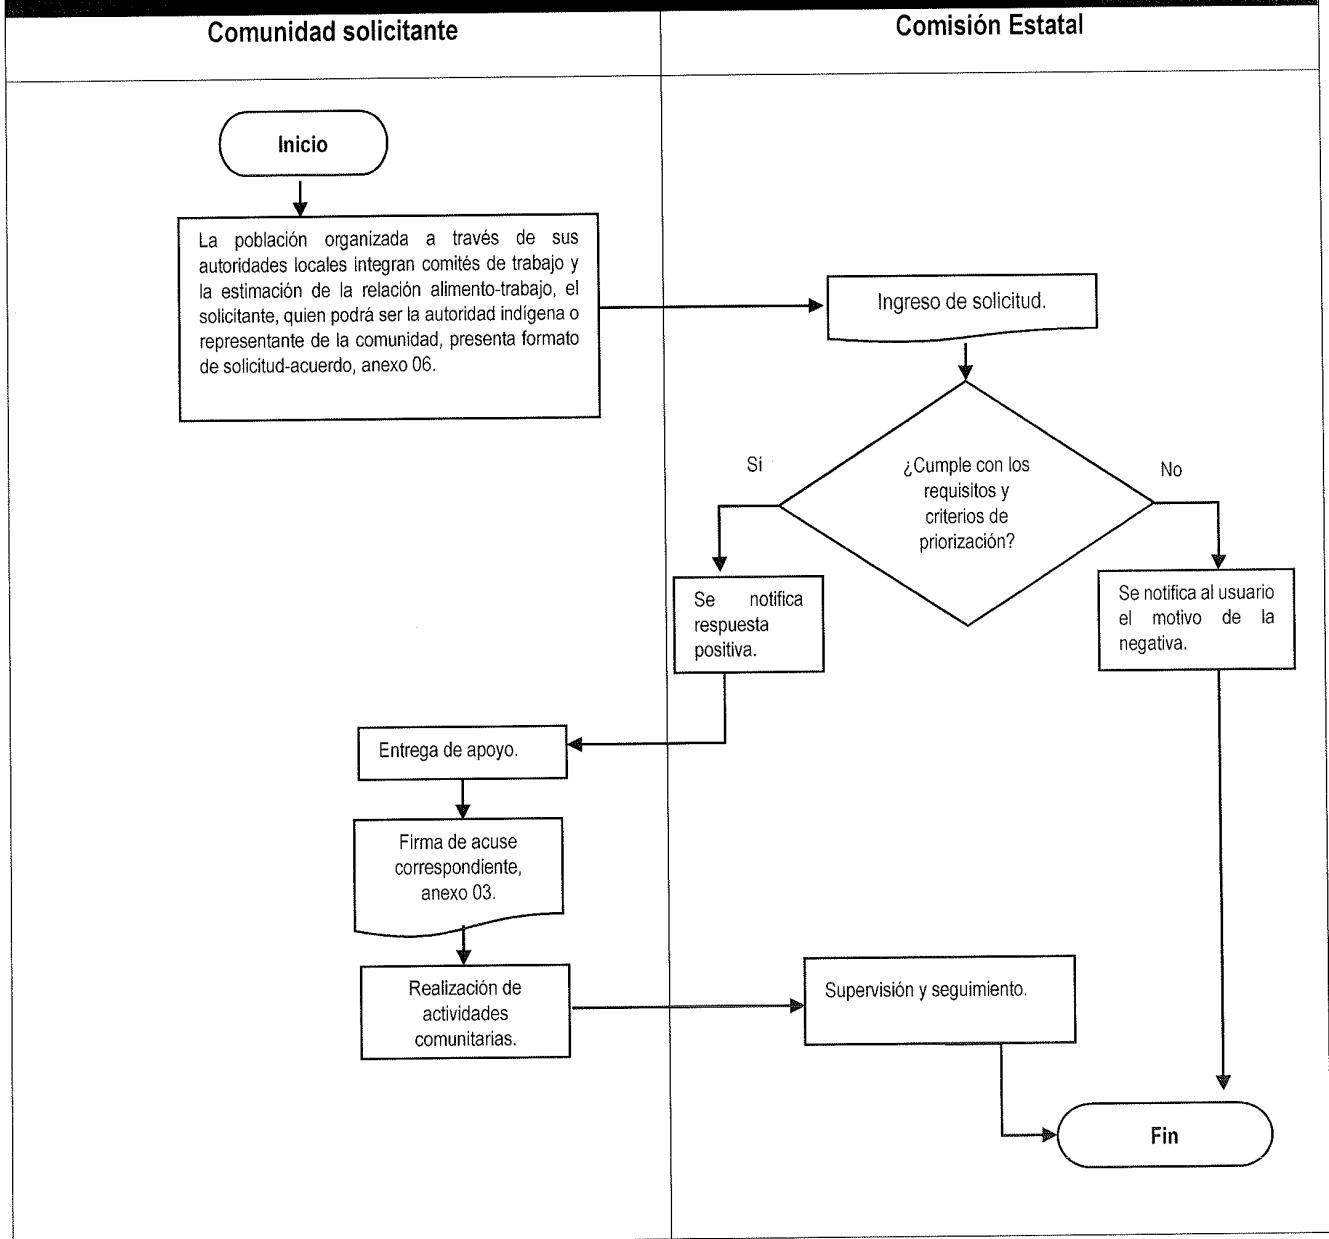 Comunidad solicitante
Comisión Estatal
Inicio
La población organizada a través de sus
autoridades locales integran comités de trabajo y
la estimación de la relación alimento-trabajo, el
solicitante, quien podrá ser la autoridad indígena o
representante de la comunidad, presenta formato
de solicitud-acuerdo, anexo 06.
Ingreso de solicitud.
¿Cumple con los
requisitos y
criterios de
priorización?
Sí
No
Se notifica
respuesta
positiva.
Se notifica al usuario
el motivo de la
negativa.
Entrega de apoyo.
Firma de acuse
correspondiente,
anexo 03.
Realización de
actividades
comunitarias.
Supervisión y seguimiento.
Fin